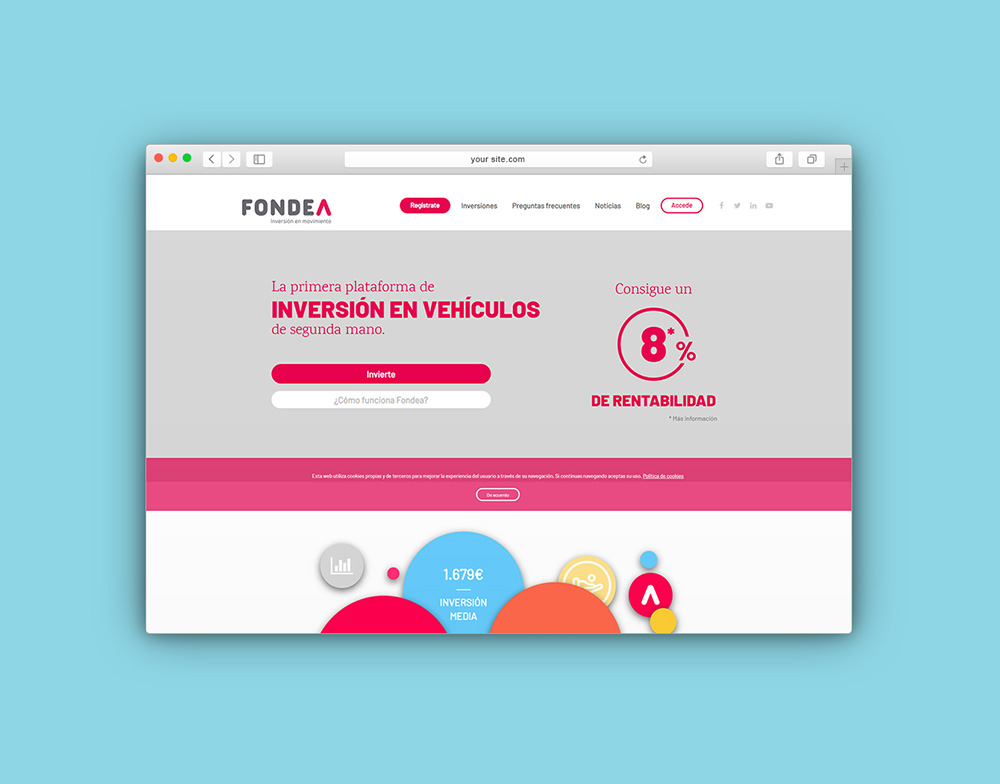 your site.com
FONDEA
Inversión en movimiento
Regístrate
Inversiones
Preguntas frecuentes
Noticias
Blog
Accede
La primera plataforma de
INVERSIÓN EN VEHÍCULOS
de segunda mano.
Invierte
¿Cómo funciona Fondea?
Consigue un
8*%
DE RENTABILIDAD
* Más información
Esta web utiliza cookies propias y de terceros para mejorar la experiencia del usuario a través de su navegación. Si continuas navegando aceptas su uso. Política de cookies
De acuerdo
1.679€
INVERSIÓN
MEDIA